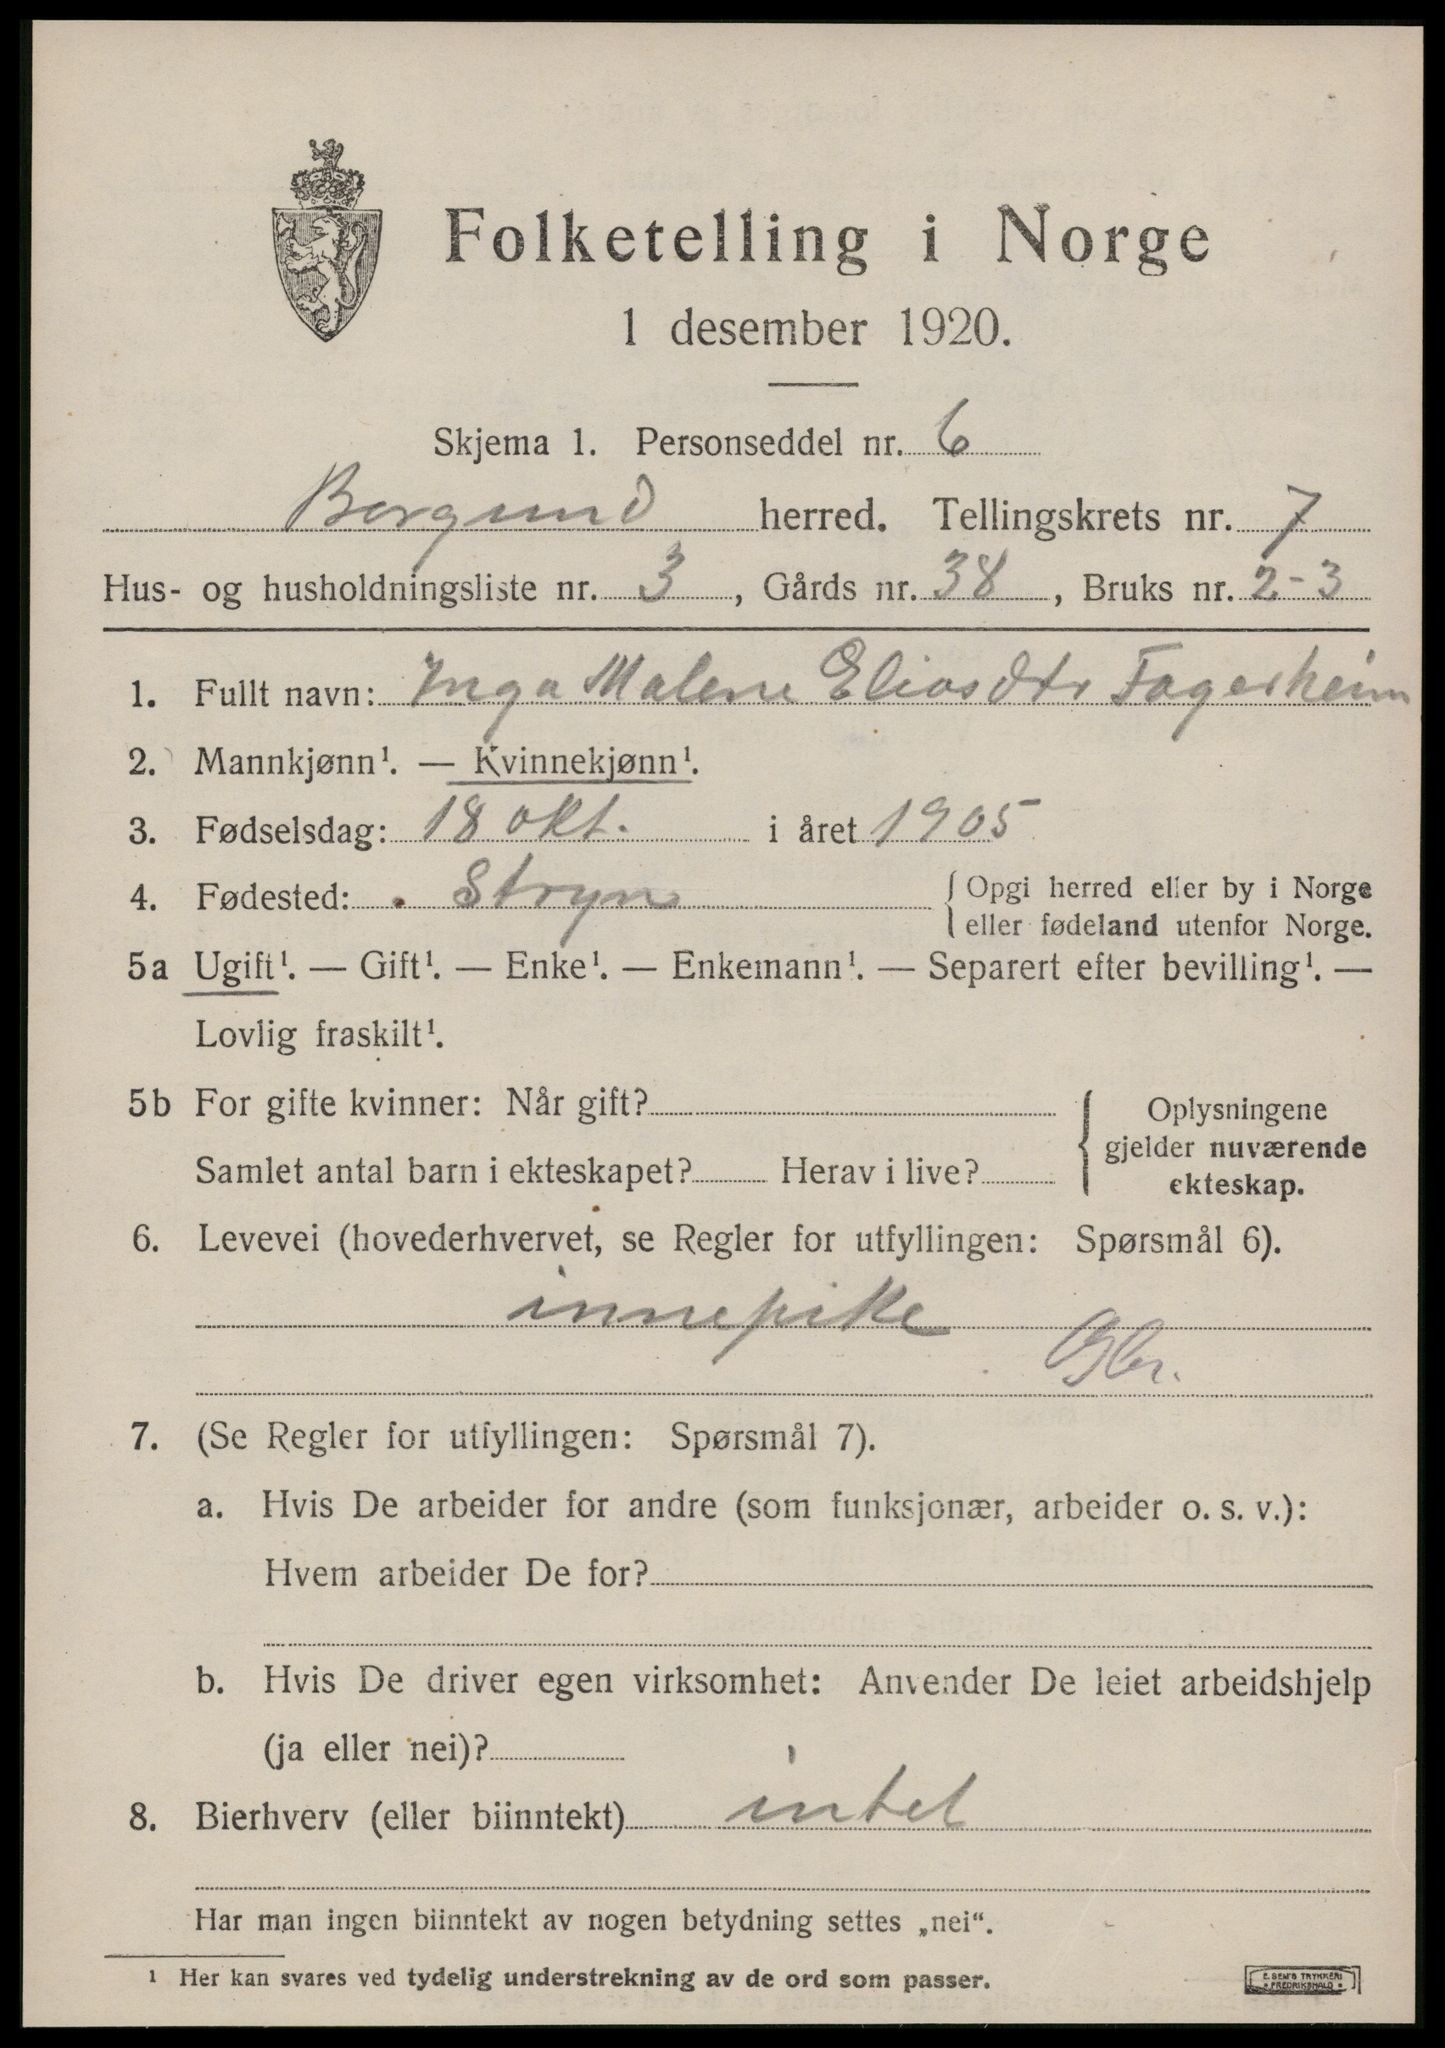 Folketelling i Norge
1 desember 1920.
Skjema 1. Personseddel nr. 6
Borgund herred. Tellingskrets nr. 7
Hus- og husholdningsliste nr. 3, Gårds nr. 38, Bruks nr. 2-3
1. Fullt navn: Inga Malene Eliasdtr Fagerheim
2. Mannkjønn¹. — Kvinnekjønn¹.
3. Fødselsdag: 18 okt. i året 1905
4. Fødested: Stryn { Opgi herred eller by i Norge
eller fødeland utenfor Norge.
5a Ugift¹. — Gift¹. — Enke¹. — Enkemann¹. — Separert efter bevilling¹. —
Lovlig fraskilt¹.
5b For gifte kvinner: Når gift? { Oplysningene
gjelder nuværende
ekteskap.
Samlet antal barn i ekteskapet? Herav i live?
6. Levevei (hovederhvervet, se Regler for utfyllingen: Spørsmål 6).
innepike
Gbr.
7. (Se Regler for utfyllingen: Spørsmål 7).
a. Hvis De arbeider for andre (som funksjonær, arbeider o. s. v.):
Hvem arbeider De for?
b. Hvis De driver egen virksomhet: Anvender De leiet arbeidshjelp
(ja eller nei)?
8. Bierhverv (eller biinntekt) intet
Har man ingen biinntekt av nogen betydning settes „nei“.
¹ Her kan svares ved tydelig understrekning av de ord som passer.
E. SEM'S TRYKKERI
FREDRIKSHALD